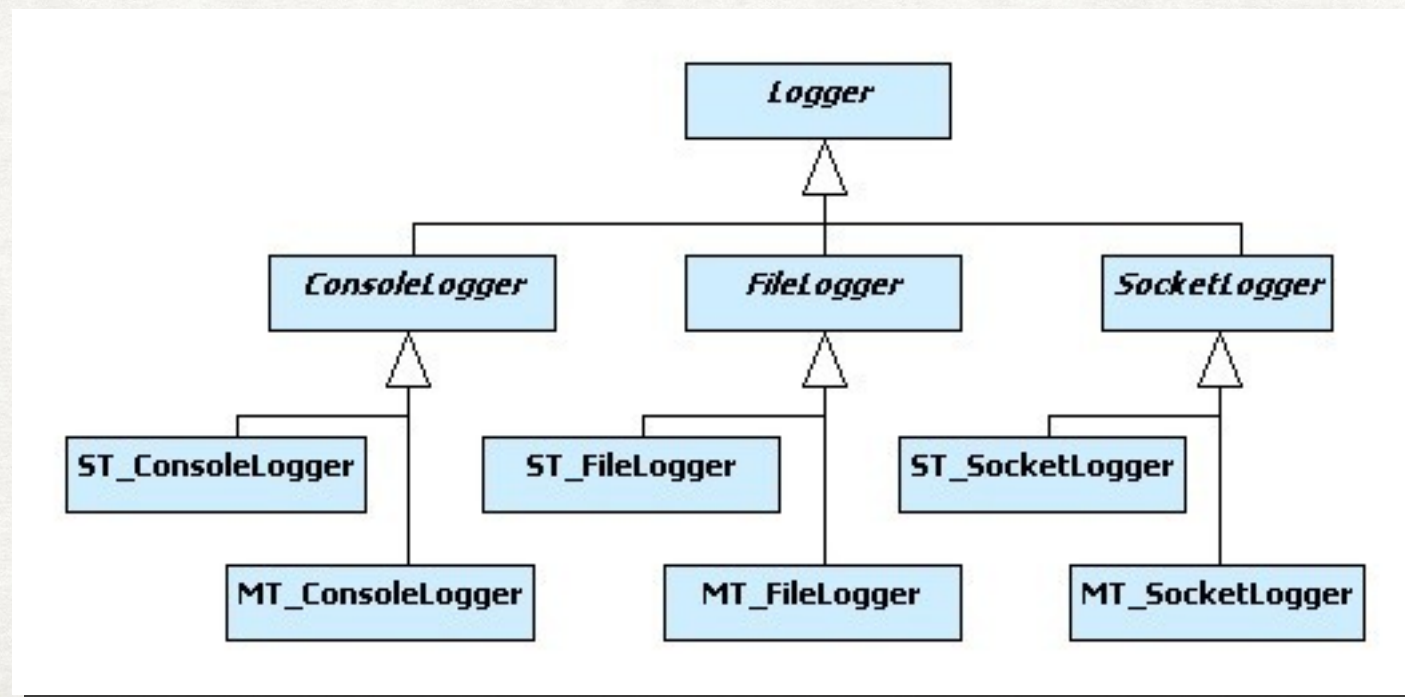 Logger
ConsoleLogger
FileLogger
SocketLogger
ST_ConsoleLogger
ST_FileLogger
ST_SocketLogger
MT_ConsoleLogger
MT_FileLogger
MT_SocketLogger